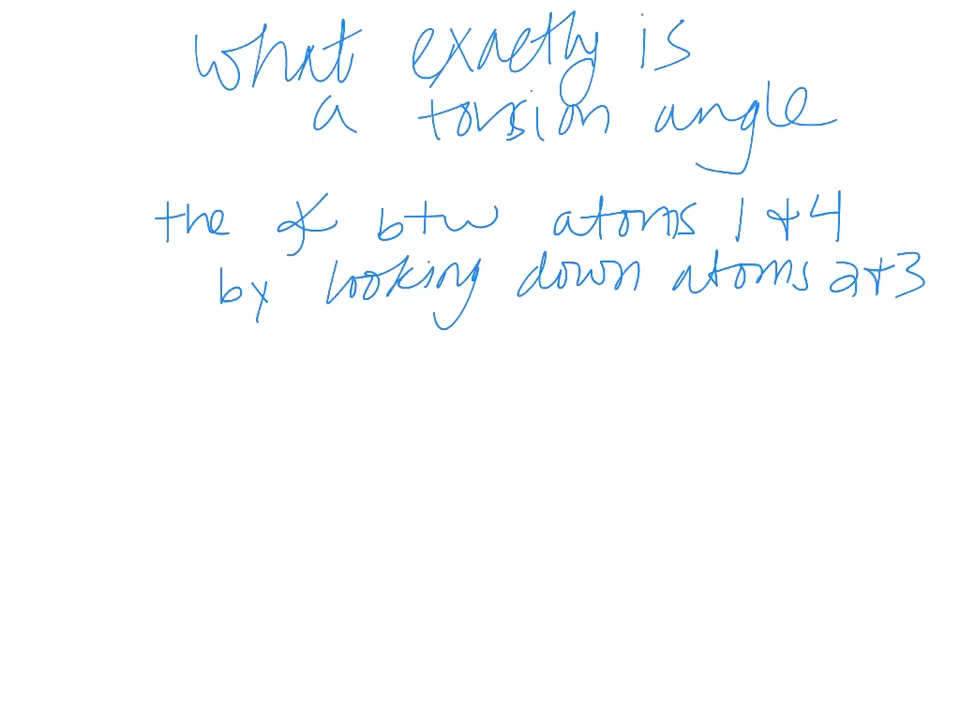 what exactly is
a torsion angle
the ∡ btw atoms 1 & 4
by looking down atoms 2 & 3